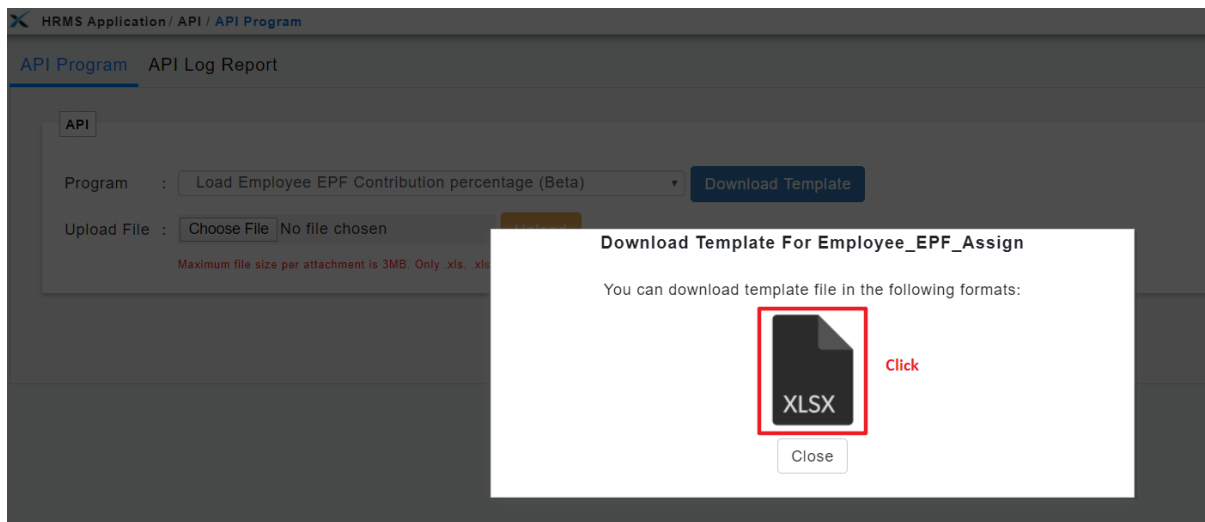 HRMS Application / API / API Program
API Program API Log Report
API
Program : Load Employee EPF Contribution percentage (Beta) Download Template
Upload File : Choose File No file chosen Upload
Maximum file size per attachment is 3MB. Only .xls, .xls
Download Template For Employee_EPF_Assign
You can download template file in the following formats:
XLSX
Click
Close